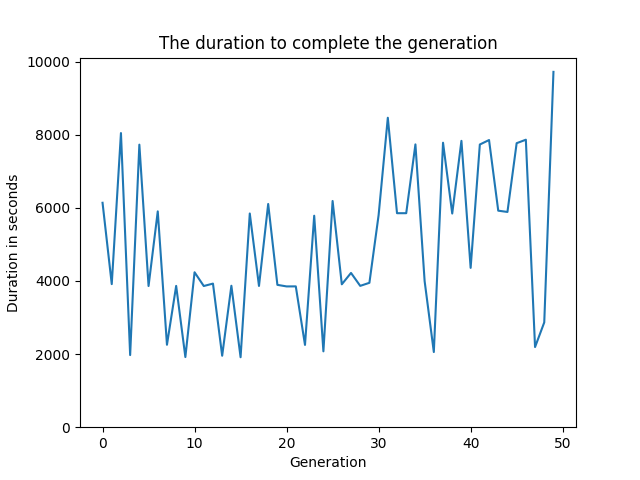 The duration to complete the generation
10000
8000
6000
4000
2000
0
Duration in seconds
0 10 20 30 40 50
Generation